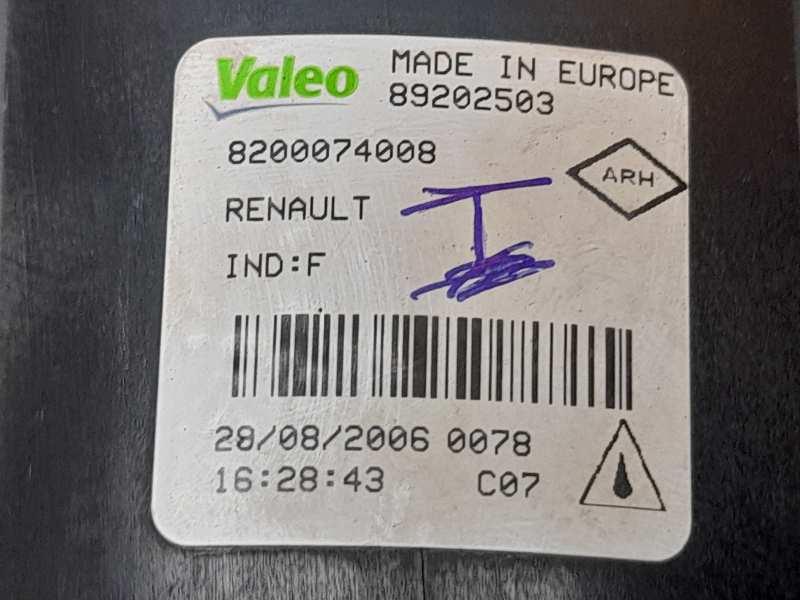 Valeo MADE IN EUROPE
89202503
8200074008
ARH
RENAULT
I
IND:F
28/08/2006 0078
16:28:43 C07